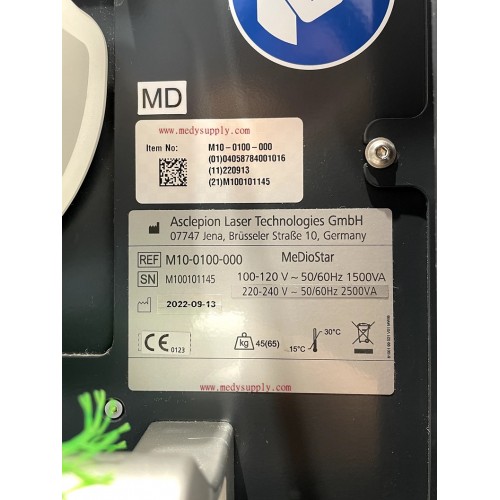 MD
www.medysupply.com
Item No: M10-0100-000
(01)04058784001016
(11)220913
(21)M100101145
Asclepion Laser Technologies GmbH
07747 Jena, Brüsseler Straße 10, Germany
REF M10-0100-000 MeDioStar
SN M100101145 100-120 V ~ 50/60Hz 1500VA
220-240 V ~ 50/60Hz 2500VA
2022-09-13
CE 0123 kg 45(65) 15°C 30°C
www.medysupply.com